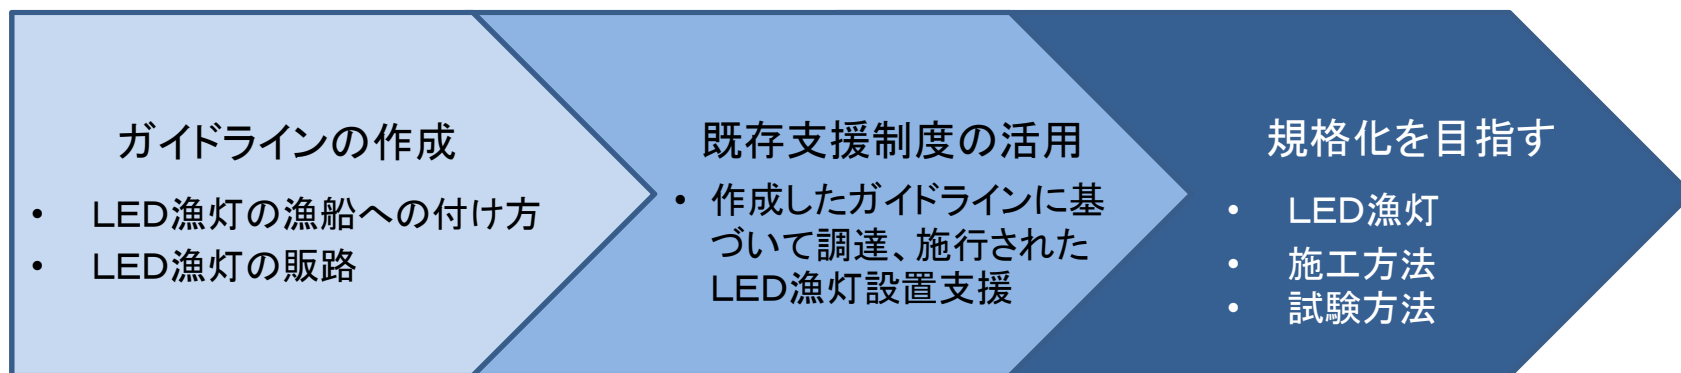 ガイドラインの作成
• LED漁灯の漁船への付け方
• LED漁灯の販路
既存支援制度の活用
• 作成したガイドラインに基
づいて調達、施行された
LED漁灯設置支援
規格化を目指す
• LED漁灯
• 施工方法
• 試験方法